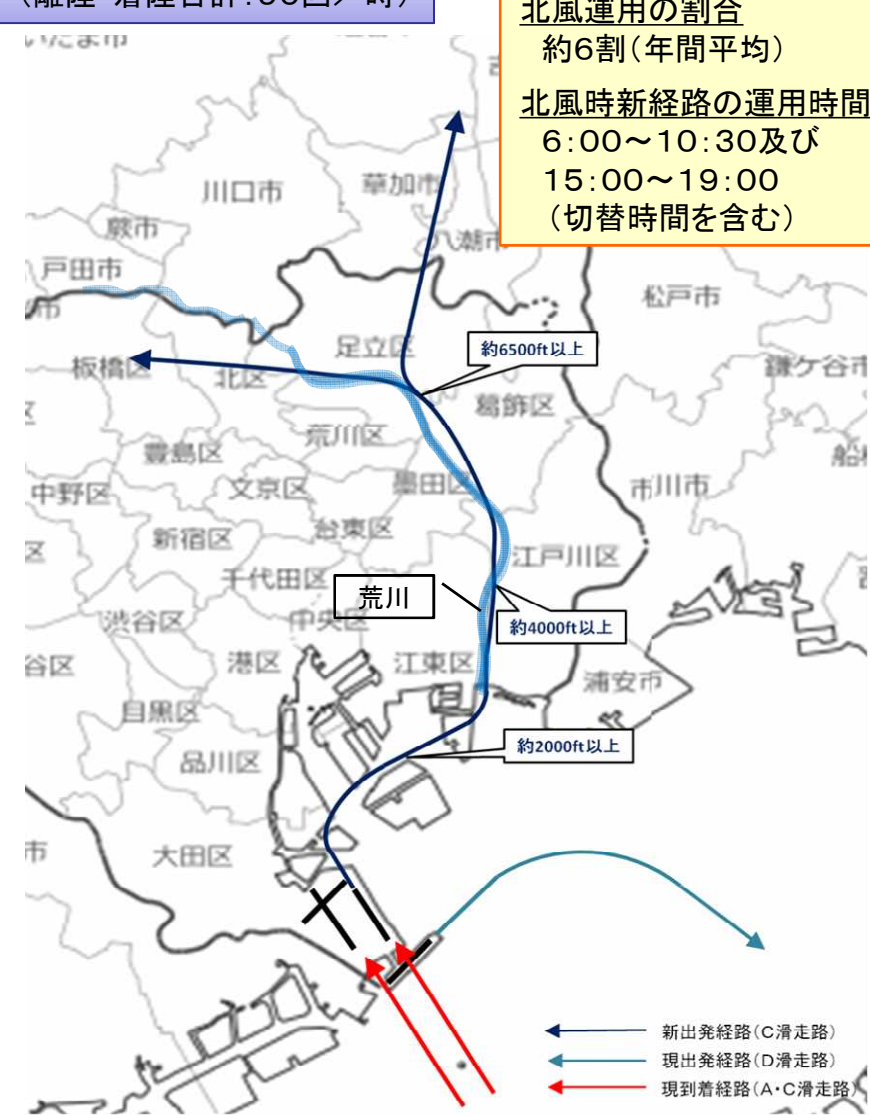 北風運用の割合
約6割(年間平均)
北風時新経路の運用時間
6:00~10:30及び
15:00~19:00
(切替時間を含む)
川口市
草加市
蕨市
八潮市
戸田市
松戸市
足立区
約6500ft以上
板橋区
北区
鎌ケ谷市
葛飾区
荒川区
豊島区
中野区
文京区
墨田区
市川市
新宿区
台東区
江戸川区
千代田区
荒川
渋谷区
中央区
約4000ft以上
港区
江東区
浦安市
目黒区
約2000ft以上
品川区
大田区
新出発経路(C滑走路)
現出発経路(D滑走路)
現到着経路(A・C滑走路)